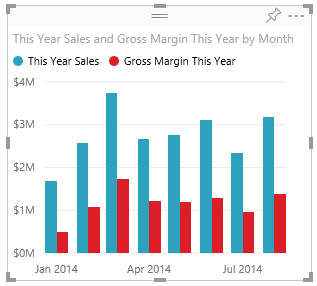 This Year Sales and Gross Margin This Year by Month
This Year Sales Gross Margin This Year
$4M
$3M
$2M
$1M
$0M
Jan 2014 Apr 2014 Jul 2014